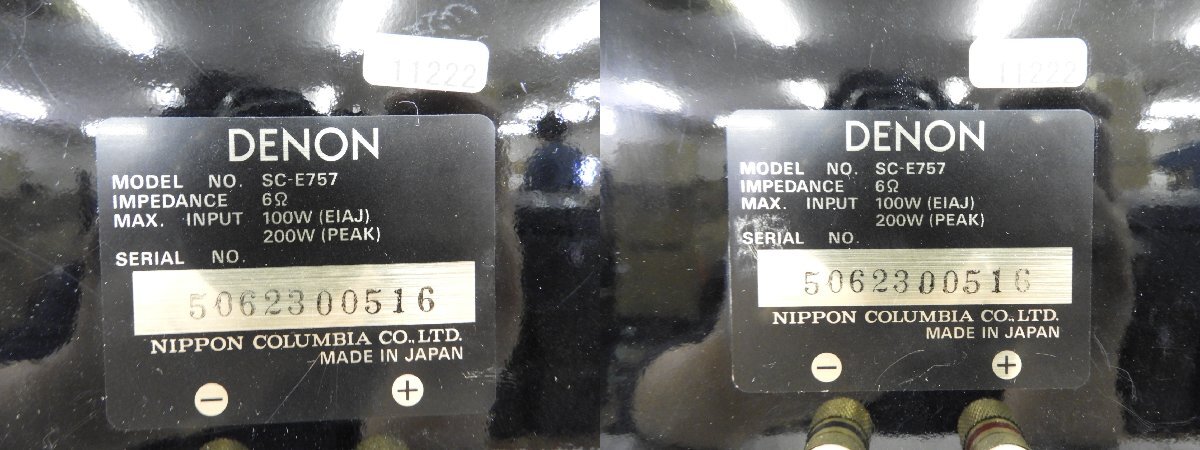 11222
DENON
MODEL NO. SC-E757
IMPEDANCE 6Ω
MAX. INPUT 100W (EIAJ)
200W (PEAK)
SERIAL NO.
5062300516
NIPPON COLUMBIA CO., LTD.
MADE IN JAPAN
− +
11222
DENON
MODEL NO. SC-E757
IMPEDANCE 6Ω
MAX. INPUT 100W (EIAJ)
200W (PEAK)
SERIAL NO.
5062300516
NIPPON COLUMBIA CO., LTD.
MADE IN JAPAN
− +